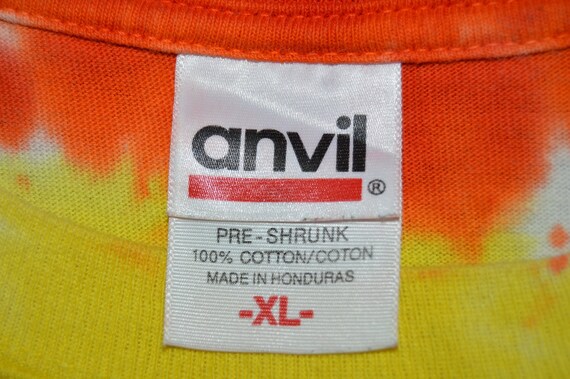 anvil
®
PRE-SHRUNK
100% COTTON/COTON
MADE IN HONDURAS
-XL-